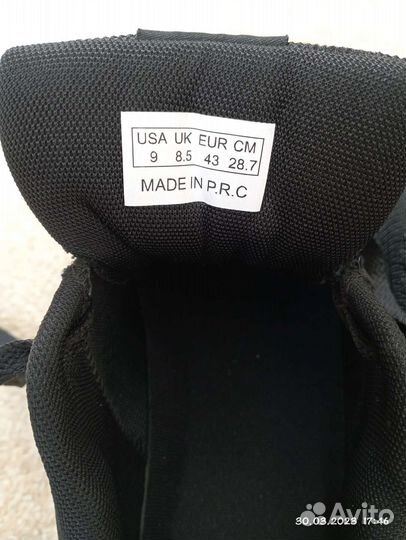 USA UK EUR CM
9 8.5 43 28.7
MADE IN P.R.C
30.03.2023 17:46
Avito